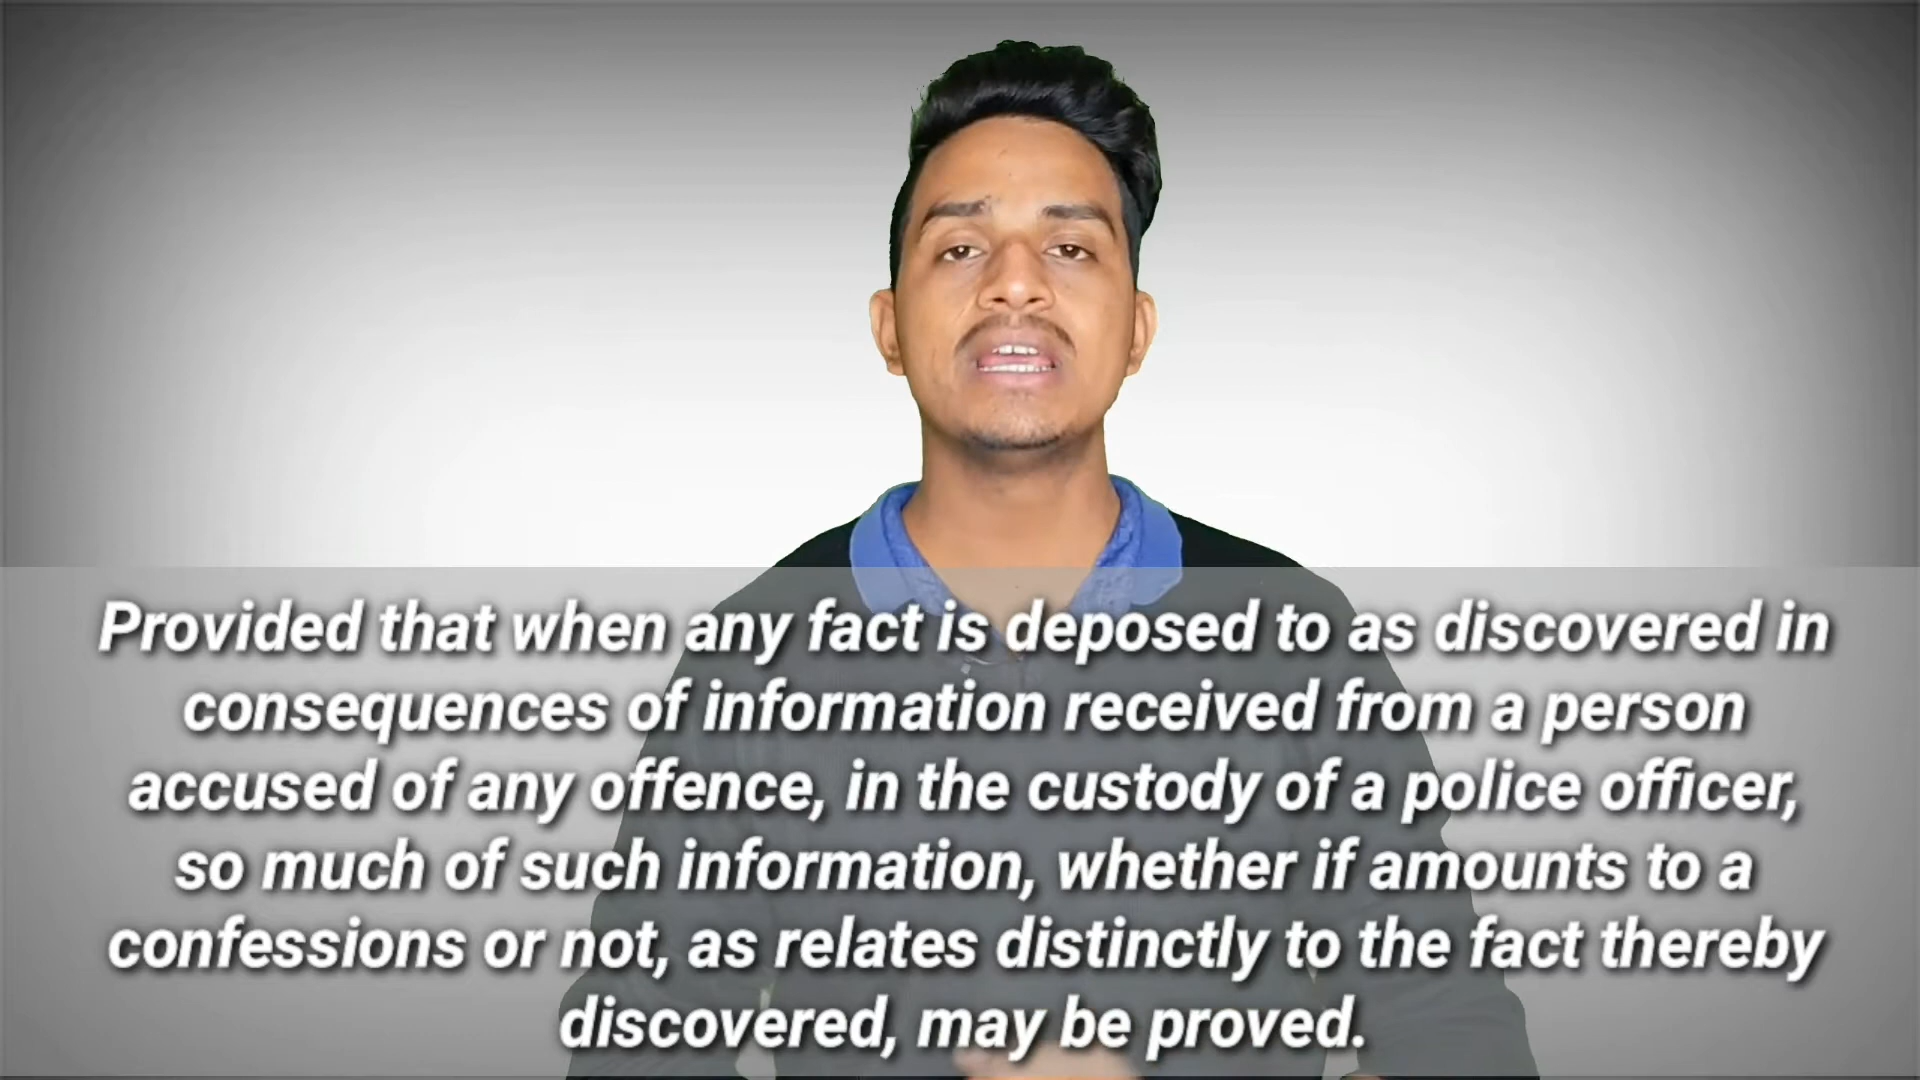 Provided that when any fact is deposed to as discovered in
consequences of information received from a person
accused of any offence, in the custody of a police officer,
so much of such information, whether if amounts to a
confessions or not, as relates distinctly to the fact thereby
discovered, may be proved.